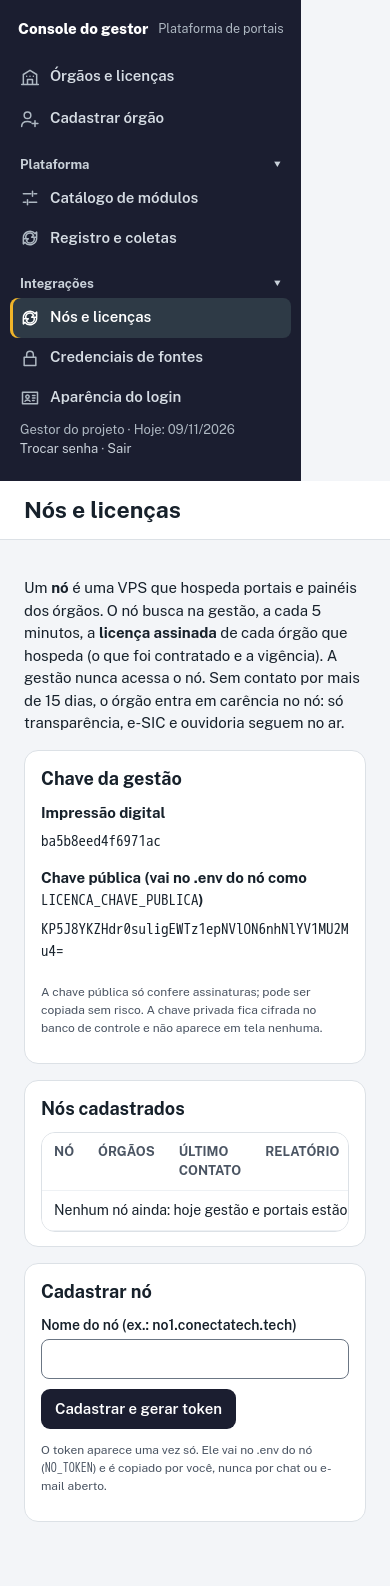 Console do gestor Plataforma de portais
Órgãos e licenças
Cadastrar órgão
Plataforma ▼
Catálogo de módulos
Registro e coletas
Integrações ▼
Nós e licenças
Credenciais de fontes
Aparência do login
Gestor do projeto · Hoje: 09/11/2026
Trocar senha · Sair
Nós e licenças
Um nó é uma VPS que hospeda portais e painéis
dos órgãos. O nó busca na gestão, a cada 5
minutos, a licença assinada de cada órgão que
hospeda (o que foi contratado e a vigência). A
gestão nunca acessa o nó. Sem contato por mais
de 15 dias, o órgão entra em carência no nó: só
transparência, e-SIC e ouvidoria seguem no ar.
Chave da gestão
Impressão digital
ba5b8eed4f6971ac
Chave pública (vai no .env do nó como
LICENCA_CHAVE_PUBLICA)
KP5J8YKZHdr0suligEWTz1epNVlON6nhNlYV1MU2M
u4=
A chave pública só confere assinaturas; pode ser
copiada sem risco. A chave privada fica cifrada no
banco de controle e não aparece em tela nenhuma.
Nós cadastrados
NÓ ÓRGÃOS ÚLTIMO CONTATO RELATÓRIO
Nenhum nó ainda: hoje gestão e portais estão
Cadastrar nó
Nome do nó (ex.: no1.conectatech.tech)
Cadastrar e gerar token
O token aparece uma vez só. Ele vai no .env do nó
(NO_TOKEN) e é copiado por você, nunca por chat ou e-
mail aberto.